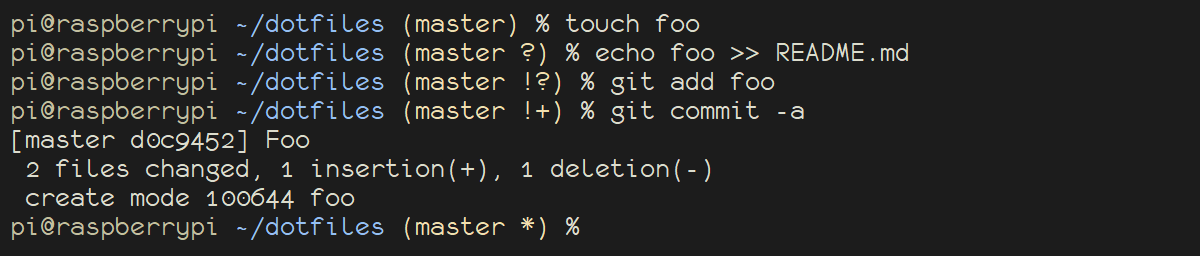 pi@raspberrypi ~/dotfiles (master) % touch foo
pi@raspberrypi ~/dotfiles (master ?) % echo foo >> README.md
pi@raspberrypi ~/dotfiles (master !?) % git add foo
pi@raspberrypi ~/dotfiles (master !+) % git commit -a
[master d0c9452] Foo
 2 files changed, 1 insertion(+), 1 deletion(-)
 create mode 100644 foo
pi@raspberrypi ~/dotfiles (master *) %